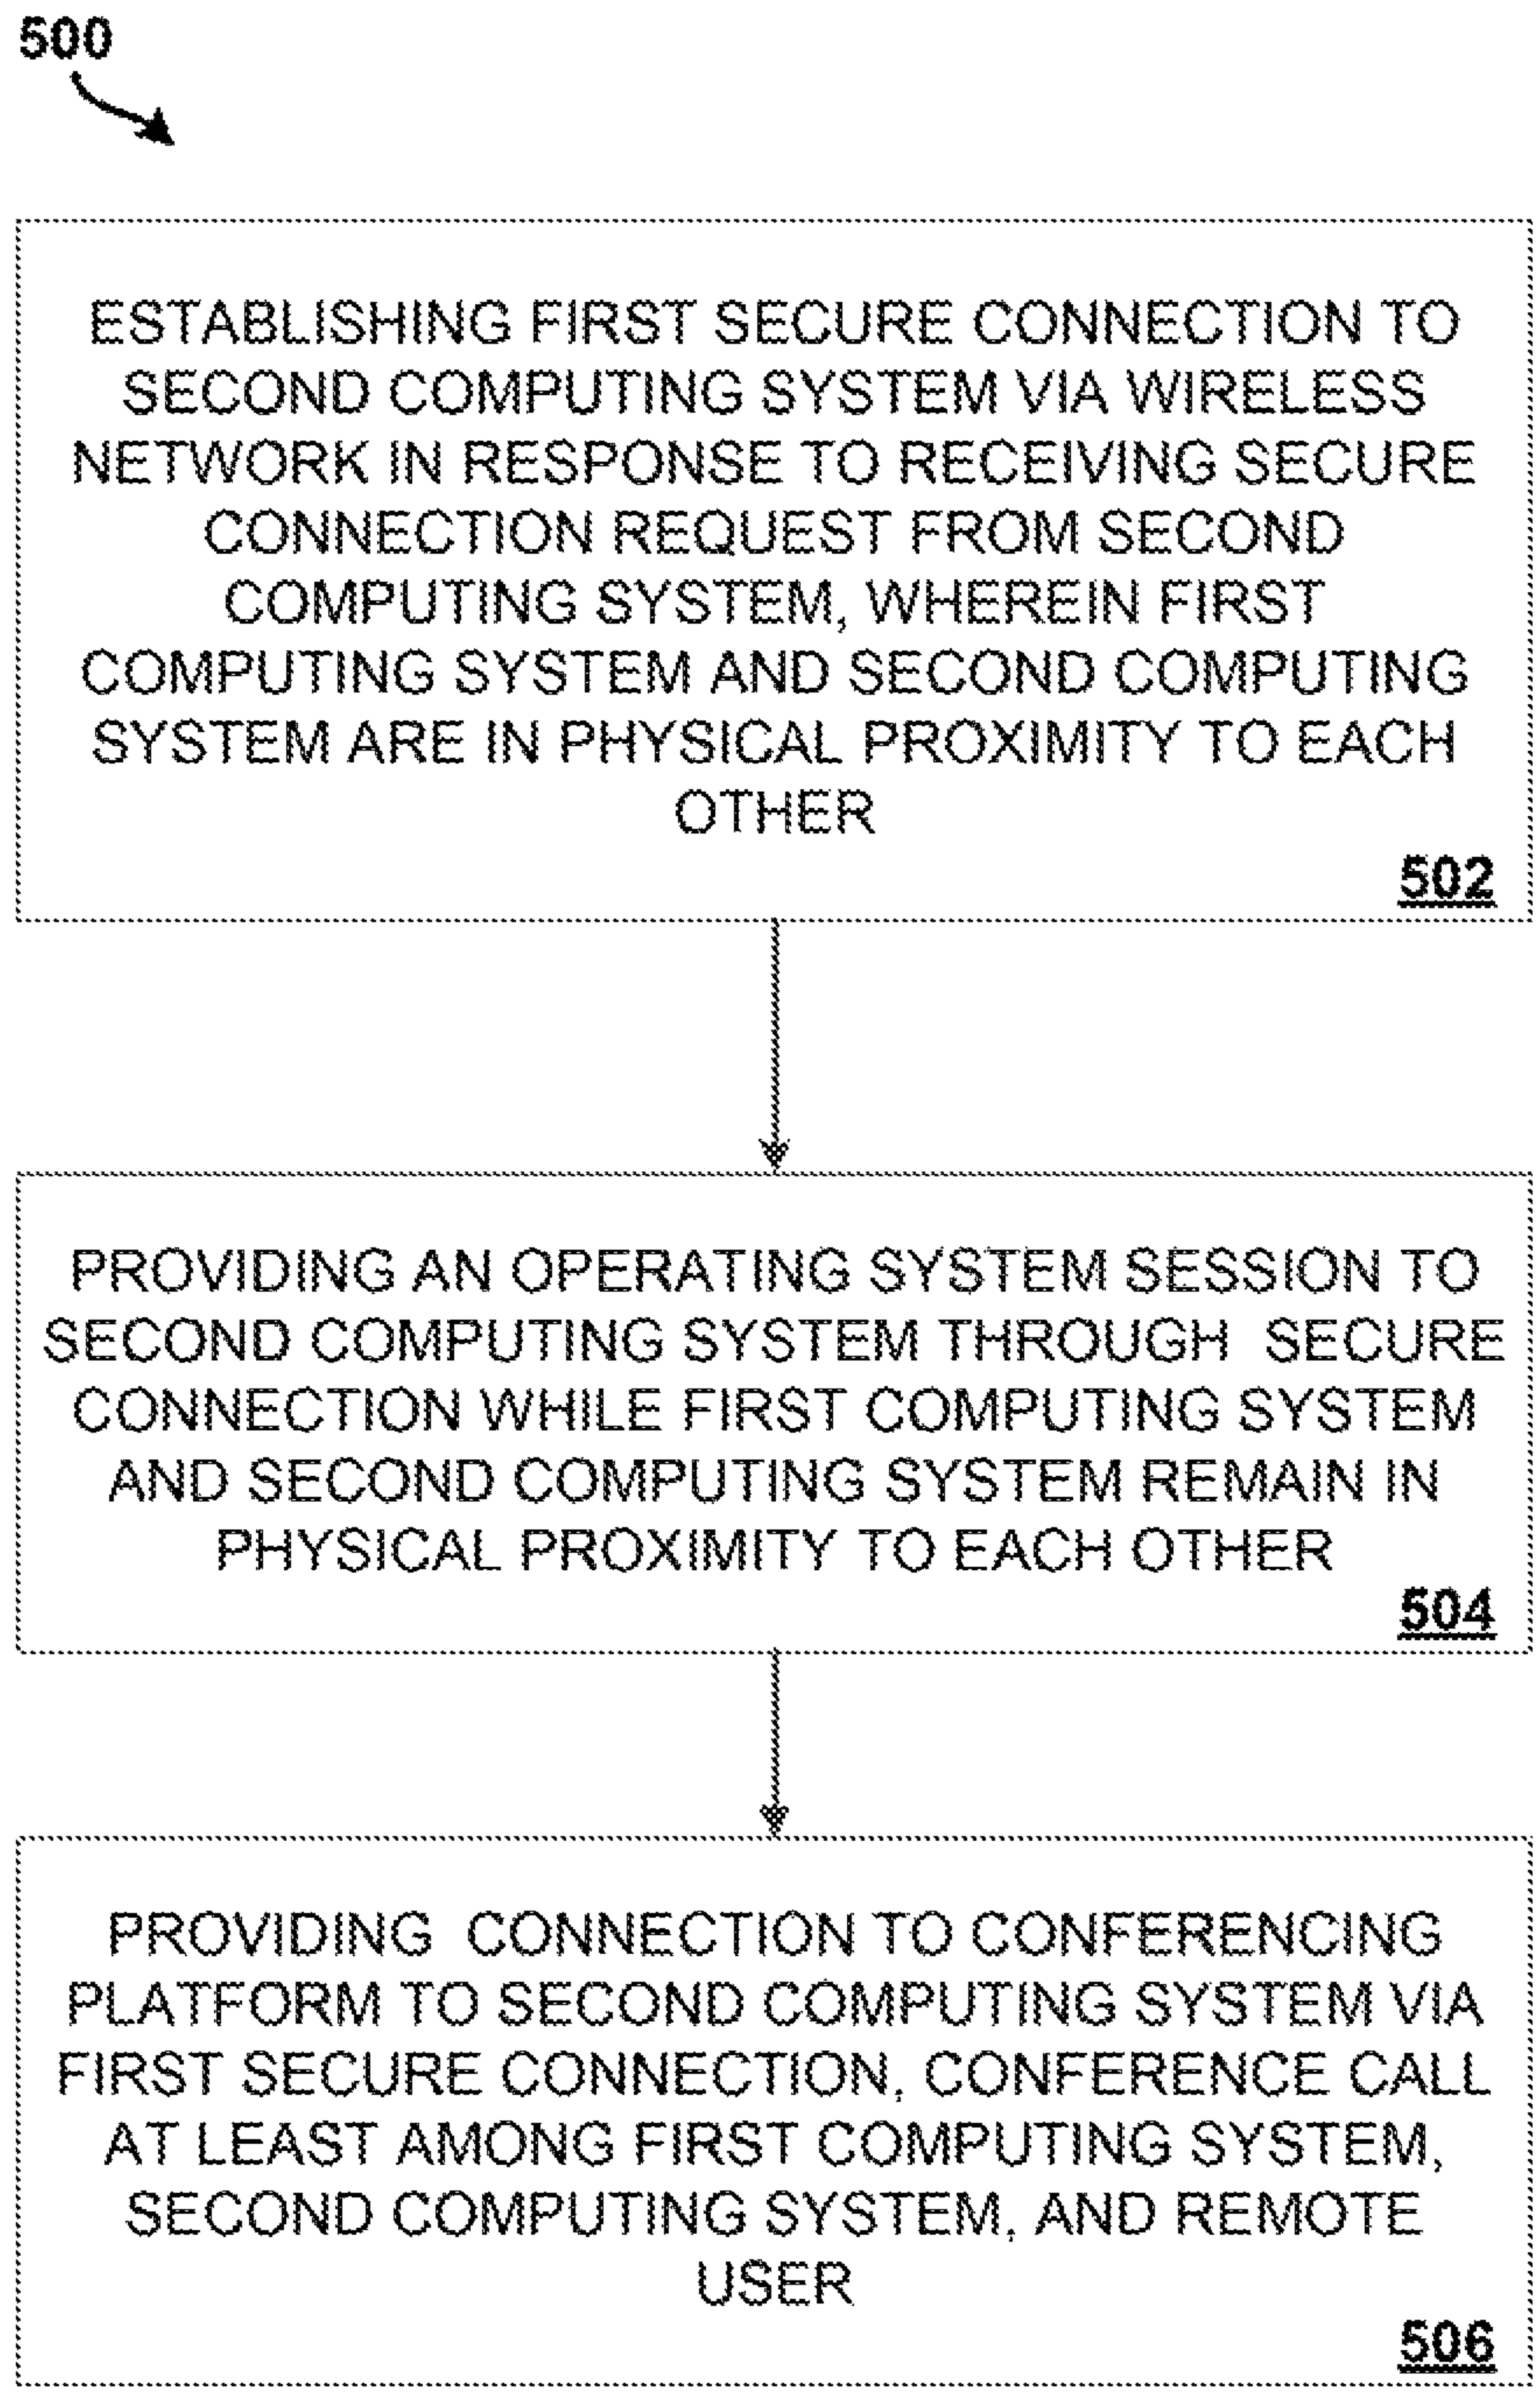 500
ESTABLISHING FIRST SECURE CONNECTION TO
SECOND COMPUTING SYSTEM VIA WIRELESS
NETWORK IN RESPONSE TO RECEIVING SECURE
CONNECTION REQUEST FROM SECOND
COMPUTING SYSTEM, WHEREIN FIRST
COMPUTING SYSTEM AND SECOND COMPUTING
SYSTEM ARE IN PHYSICAL PROXIMITY TO EACH
OTHER
502
PROVIDING AN OPERATING SYSTEM SESSION TO
SECOND COMPUTING SYSTEM THROUGH SECURE
CONNECTION WHILE FIRST COMPUTING SYSTEM
AND SECOND COMPUTING SYSTEM REMAIN IN
PHYSICAL PROXIMITY TO EACH OTHER
504
PROVIDING CONNECTION TO CONFERENCING
PLATFORM TO SECOND COMPUTING SYSTEM VIA
FIRST SECURE CONNECTION, CONFERENCE CALL
AT LEAST AMONG FIRST COMPUTING SYSTEM,
SECOND COMPUTING SYSTEM, AND REMOTE
USER
506